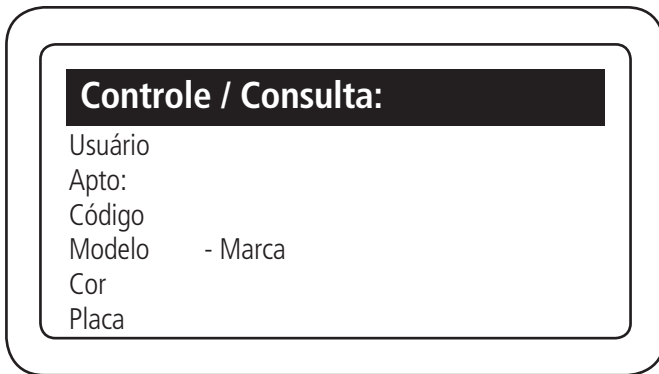 Controle / Consulta:
Usuário
Apto:
Código
Modelo - Marca
Cor
Placa